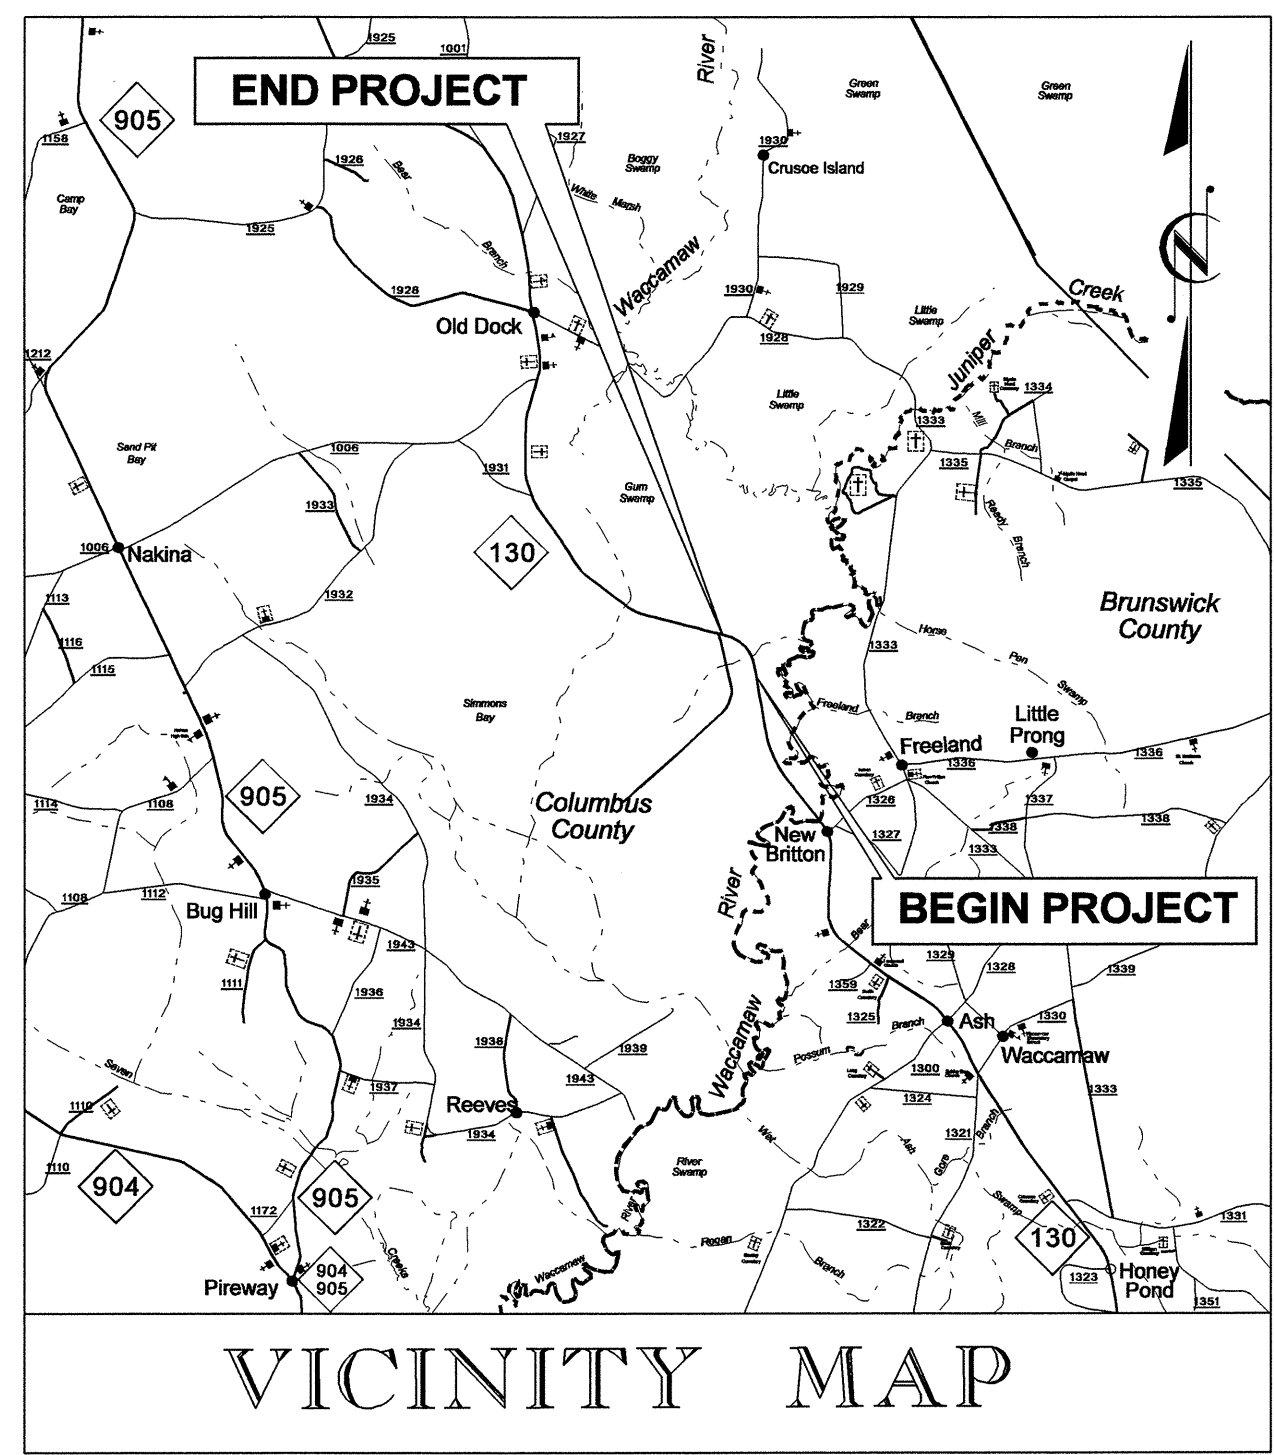 1925
1001
END PROJECT
905
River
Green
Swamp
Green
Swamp
1158
1926
1927
1930
Crusoe Island
Boggy
Swamp
Bear
White Marsh
Camp
Bay
1925
Branch
Waccamaw
1928
1930
1929
Creek
Old Dock
Little
Swamp
1928
Juniper
1212
Little
Swamp
1334
1333
Mill
Branch
Sand Pit
Bay
1006
1931
1335
1335
1933
Gum
Swamp
Ready
Branch
130
1006
Nakina
1113
1932
Brunswick
County
1116
Horse
Pen
Swamp
1115
1333
Simmons
Bay
Freeland
Branch
Little
Prong
Freeland
1336
1336
905
1114
1108
1934
Columbus
County
1326
1337
1338
1338
1327
1333
New
Britton
1935
River
1108
1112
Bug Hill
BEGIN PROJECT
1943
Bear
1329
1328
1339
1111
1359
1936
1325
Branch
Ash
1330
1934
Waccamaw
1938
1939
Possum
Waccamaw
Seven
1943
1300
1937
1324
1333
1110
Reeves
1934
1321
Branch
Wet
Ash
Gore
1110
904
River
Swamp
905
Swamp
1172
River
1322
1331
Regan
130
Creeks
Waccamaw
Branch
904
905
Pireway
1323
Honey
Pond
1351
N
VICINITY MAP